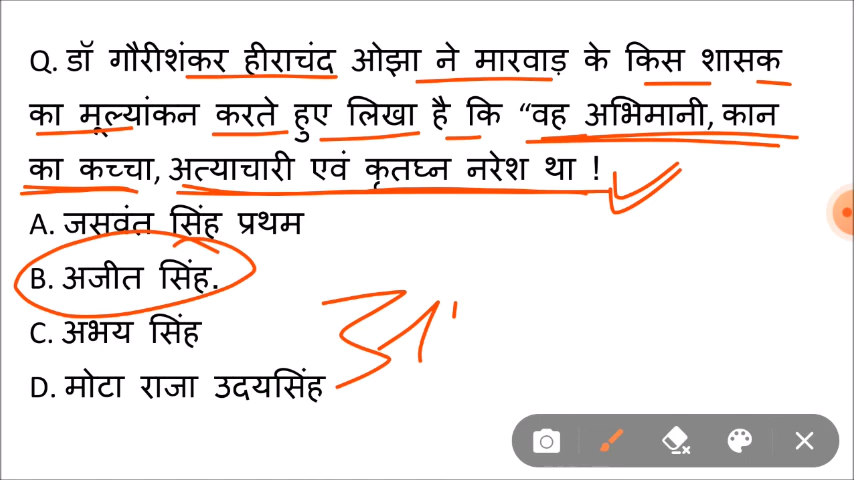 Q. डॉ गौरीशंकर हीराचंद ओझा ने मारवाड़ के किस शासक
का मूल्यांकन करते हुए लिखा है कि “वह अभिमानी, कान
का कच्चा, अत्याचारी एवं कृतघ्न नरेश था !
A. जसवंत सिंह प्रथम
B. अजीत सिंह.
C. अभय सिंह
D. मोटा राजा उदयसिंह